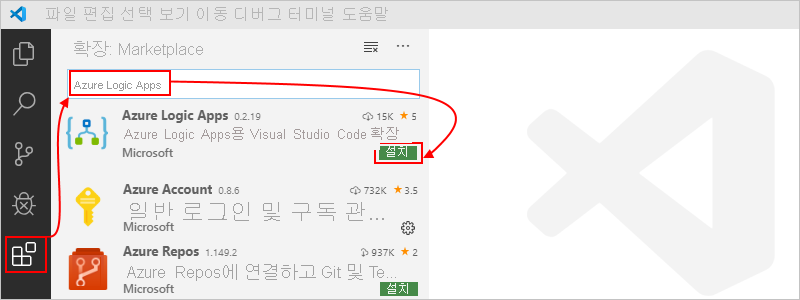 파일 편집 선택 보기 이동 디버그 터미널 도움말
확장: Marketplace
Azure Logic Apps
Azure Logic Apps 0.2.19 15K ★ 5
Azure Logic Apps용 Visual Studio Code 확장
Microsoft 설치
Azure Account 0.8.6 732K ★ 3.5
일반 로그인 및 구독 관...
Microsoft
Azure Repos 1.149.2 937K ★ 2
Azure Repos에 연결하고 Git 및 Te...
Microsoft 설치